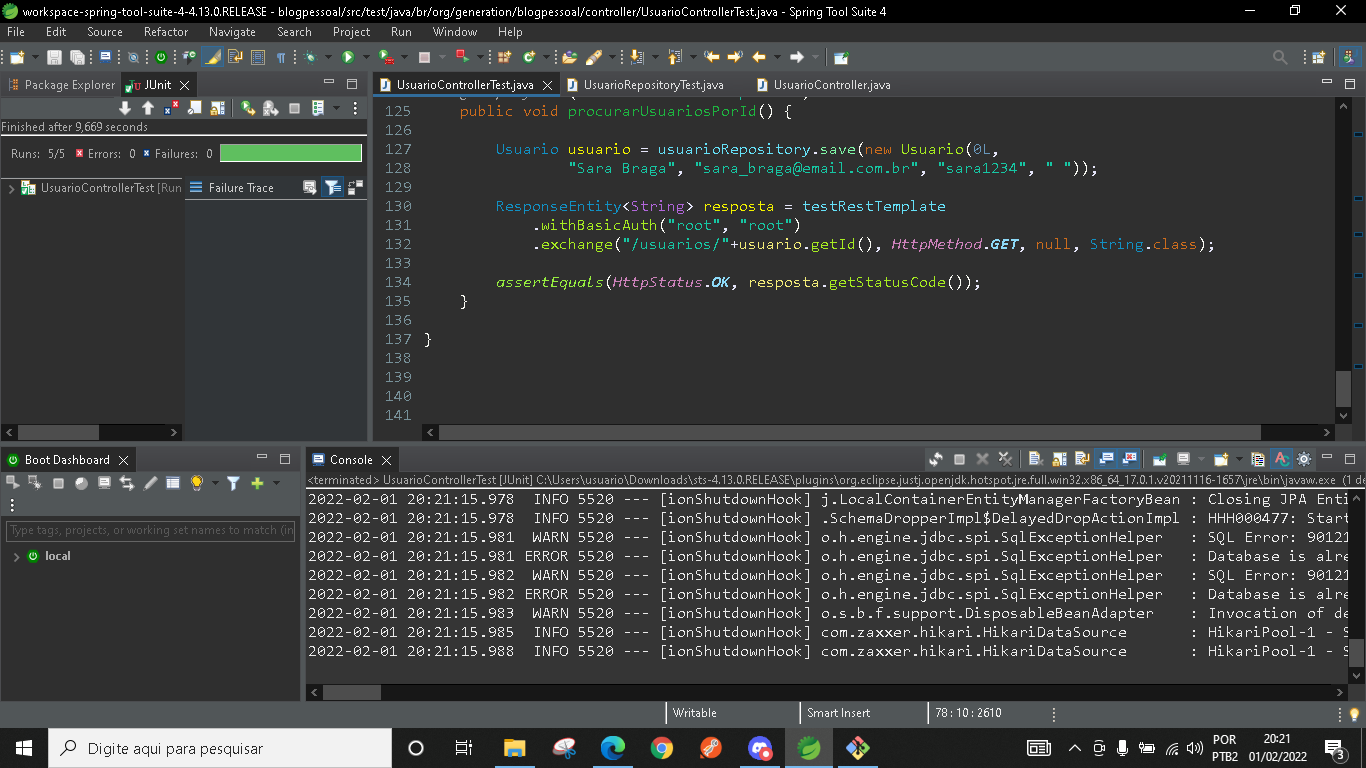 workspace-spring-tool-suite-4-4.13.0.RELEASE - blogpessoal/src/test/java/br/org/generation/blogpessoal/controller/UsuarioControllerTest.java - Spring Tool Suite 4
File Edit Source Refactor Navigate Search Project Run Window Help
Package Explorer JUnit
Finished after 9,669 seconds
Runs: 5/5 Errors: 0 Failures: 0
UsuarioControllerTest [Run
Failure Trace
UsuarioControllerTest.java UsuarioRepositoryTest.java UsuarioController.java
125 public void procurarUsuariosPorId() {
126
127 Usuario usuario = usuarioRepository.save(new Usuario(0L,
128 "Sara Braga", "sara_braga@email.com.br", "sara1234", " "));
129
130 ResponseEntity<String> resposta = testRestTemplate
131 .withBasicAuth("root", "root")
132 .exchange("/usuarios/"+usuario.getId(), HttpMethod.GET, null, String.class);
133
134 assertEquals(HttpStatus.OK, resposta.getStatusCode());
135 }
136
137 }
138
139
140
141
Boot Dashboard
Type tags, projects, or working set names to match (in
local
Console
<terminated> UsuarioControllerTest [JUnit] C:\Users\usuario\Downloads\sts-4.13.0.RELEASE\plugins\org.eclipse.justj.openjdk.hotspot.jre.full.win32.x86_64_17.0.1.v20211116-1657\jre\bin\javaw.exe (1 de
2022-02-01 20:21:15.978 INFO 5520 --- [ionShutdownHook] j.LocalContainerEntityManagerFactoryBean : Closing JPA Enti
2022-02-01 20:21:15.978 INFO 5520 --- [ionShutdownHook] .SchemaDropperImpl$DelayedDropActionImpl : HHH000477: Start
2022-02-01 20:21:15.981 WARN 5520 --- [ionShutdownHook] o.h.engine.jdbc.spi.SqlExceptionHelper : SQL Error: 90121
2022-02-01 20:21:15.981 ERROR 5520 --- [ionShutdownHook] o.h.engine.jdbc.spi.SqlExceptionHelper : Database is alre
2022-02-01 20:21:15.982 WARN 5520 --- [ionShutdownHook] o.h.engine.jdbc.spi.SqlExceptionHelper : SQL Error: 90121
2022-02-01 20:21:15.982 ERROR 5520 --- [ionShutdownHook] o.h.engine.jdbc.spi.SqlExceptionHelper : Database is alre
2022-02-01 20:21:15.983 WARN 5520 --- [ionShutdownHook] o.s.b.f.support.DisposableBeanAdapter : Invocation of de
2022-02-01 20:21:15.985 INFO 5520 --- [ionShutdownHook] com.zaxxer.hikari.HikariDataSource : HikariPool-1 - S
2022-02-01 20:21:15.988 INFO 5520 --- [ionShutdownHook] com.zaxxer.hikari.HikariDataSource : HikariPool-1 - S
Writable Smart Insert 78 : 10 : 2610
Digite aqui para pesquisar
POR
PTB2
20:21
01/02/2022
3